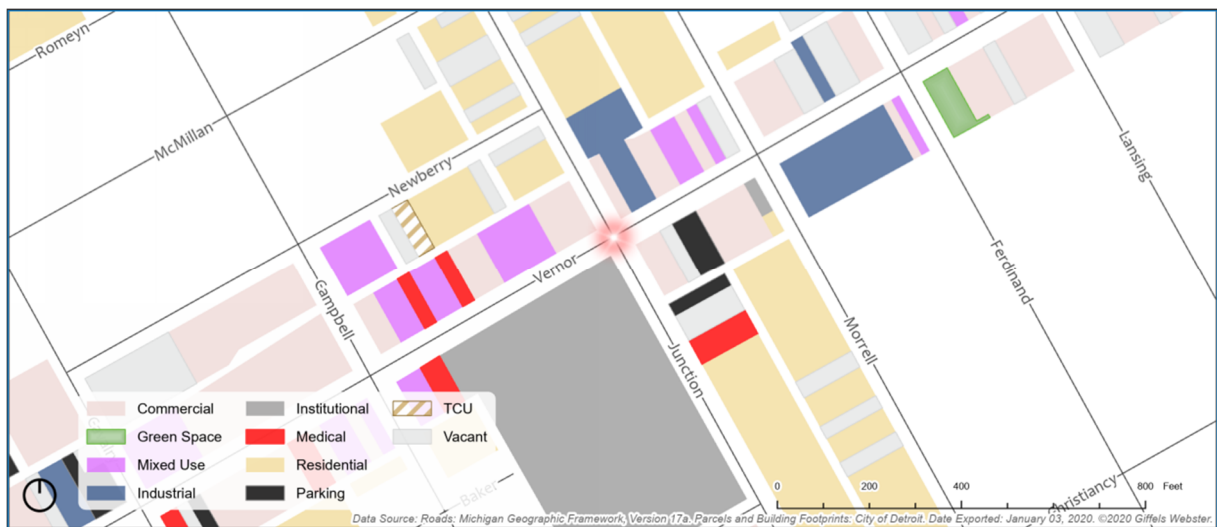 Romeyn
McMillan
Newberry
Vernor
Campbell
Junction
Morrell
Ferdinand
Lansing
Commercial
Institutional
TCU
Green Space
Medical
Vacant
Mixed Use
Residential
Industrial
Parking
Baker
hristiancy
0 200 400 800 Feet
Data Source: Roads: Michigan Geographic Framework, Version 17a. Parcels and Building Footprints: City of Detroit. Date Exported: January 03, 2020. ©2020 Giffels Webster.